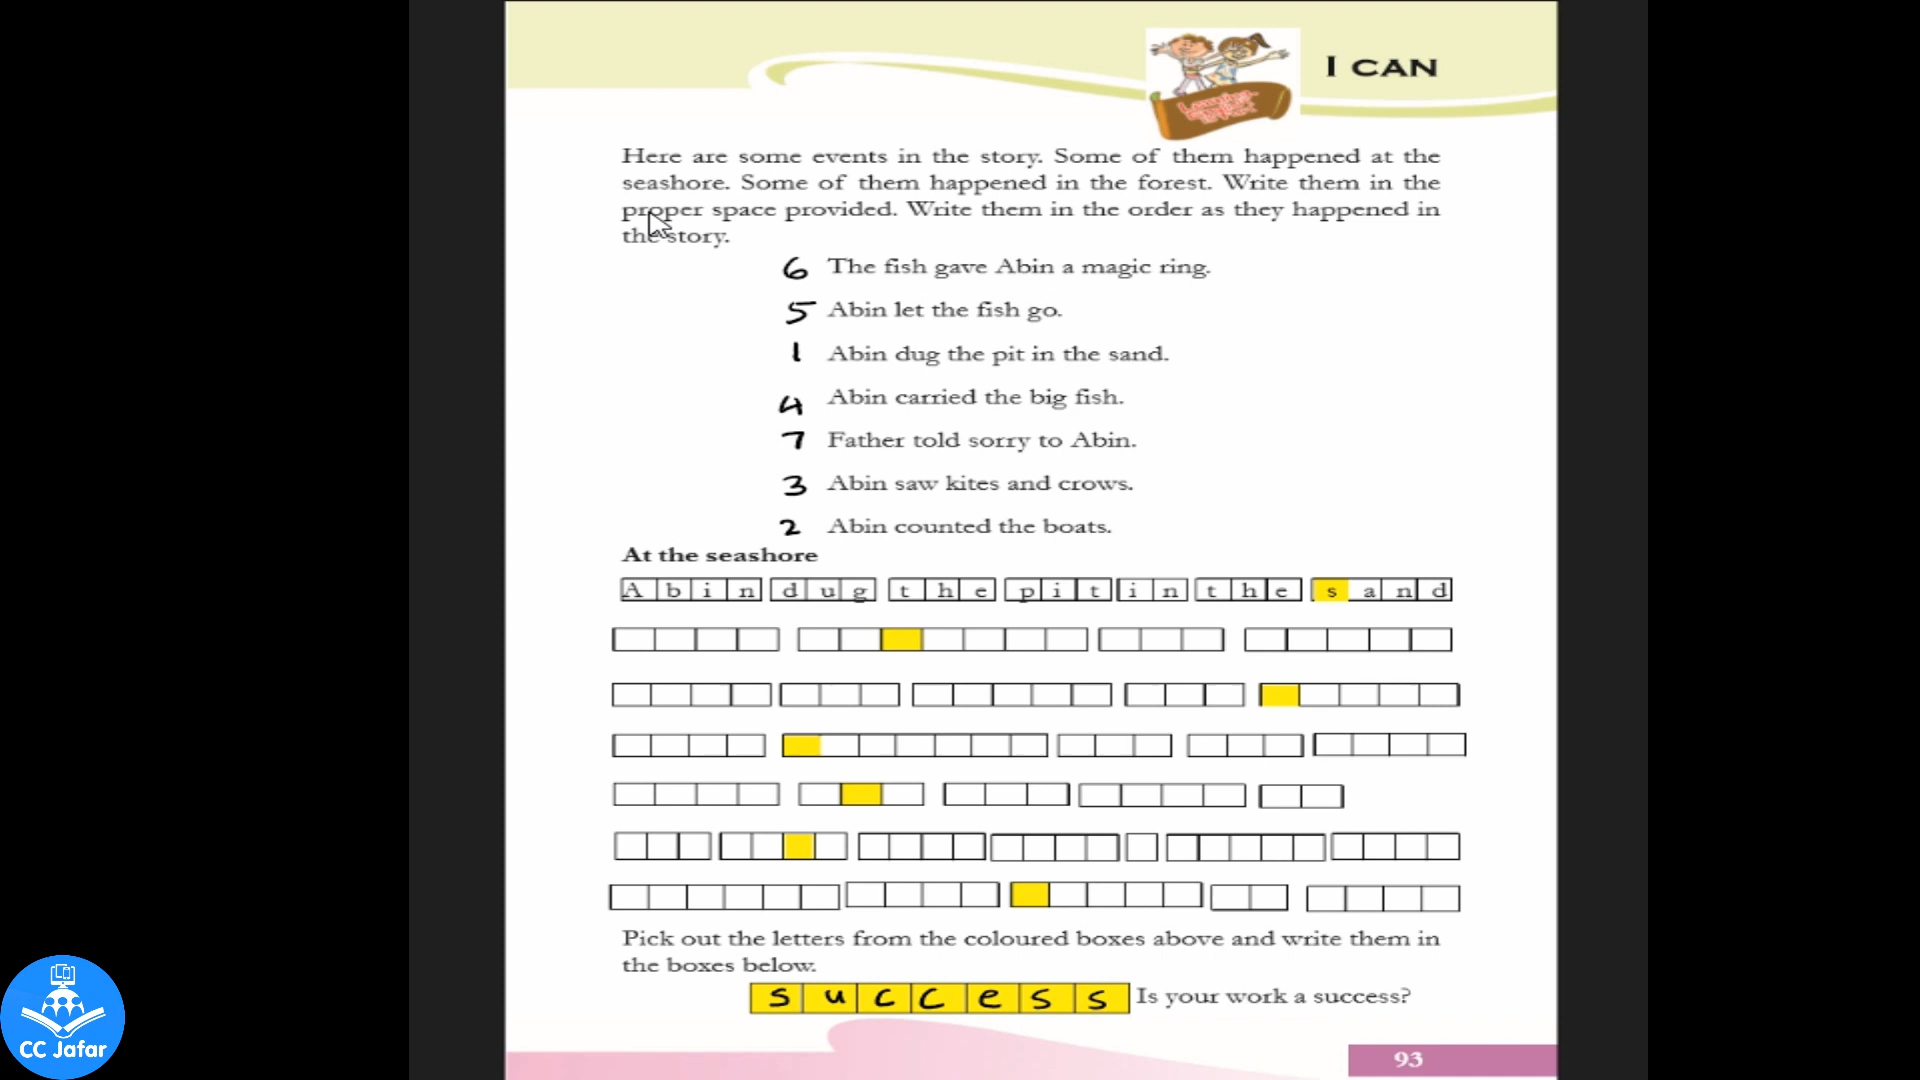 I CAN
Learning English
Here are some events in the story. Some of them happened at the
seashore. Some of them happened in the forest. Write them in the
proper space provided. Write them in the order as they happened in
the story.
6 The fish gave Abin a magic ring.
5 Abin let the fish go.
1 Abin dug the pit in the sand.
4 Abin carried the big fish.
7 Father told sorry to Abin.
3 Abin saw kites and crows.
2 Abin counted the boats.
At the seashore
A b i n d u g t h e p i t i n t h e s a n d
Pick out the letters from the coloured boxes above and write them in
the boxes below.
s u c c e s s Is your work a success?
93
CC Jafar